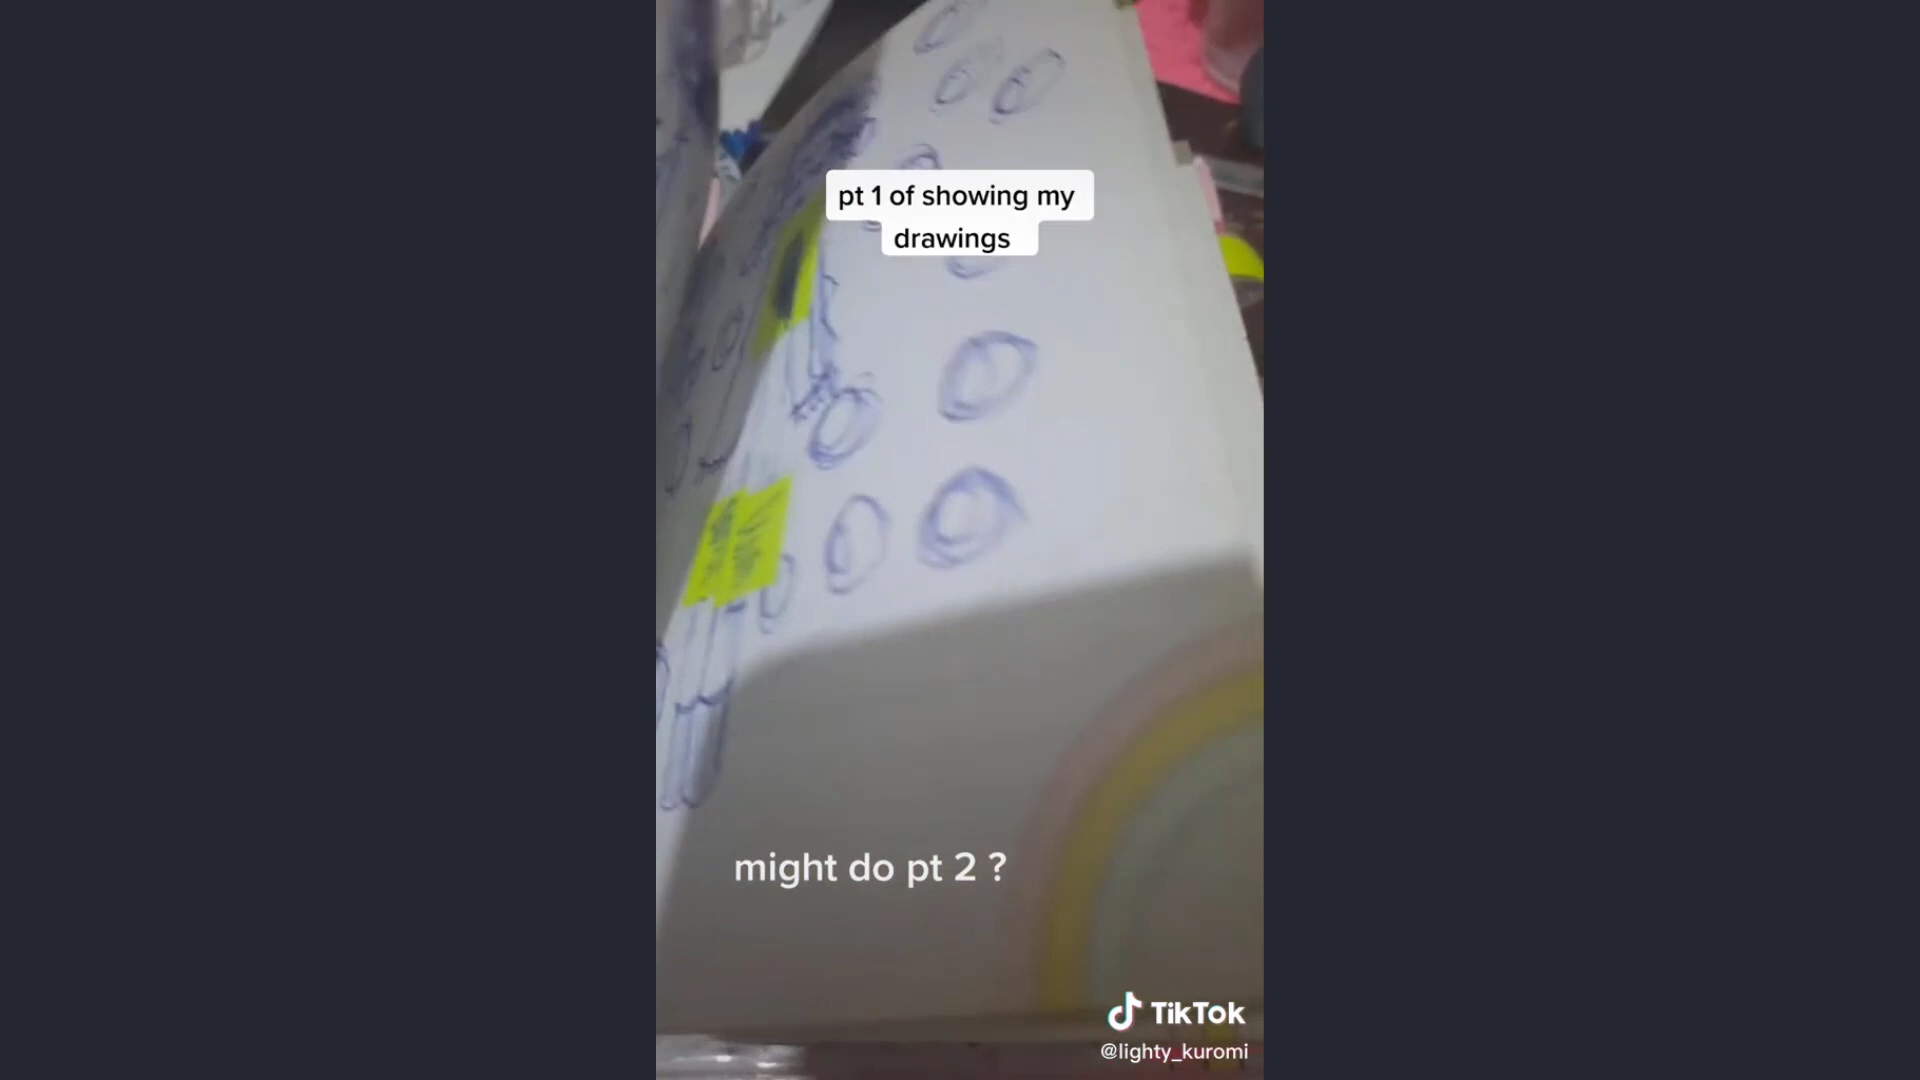 pt 1 of showing my
drawings
might do pt 2 ?
TikTok
@lighty_kuromi